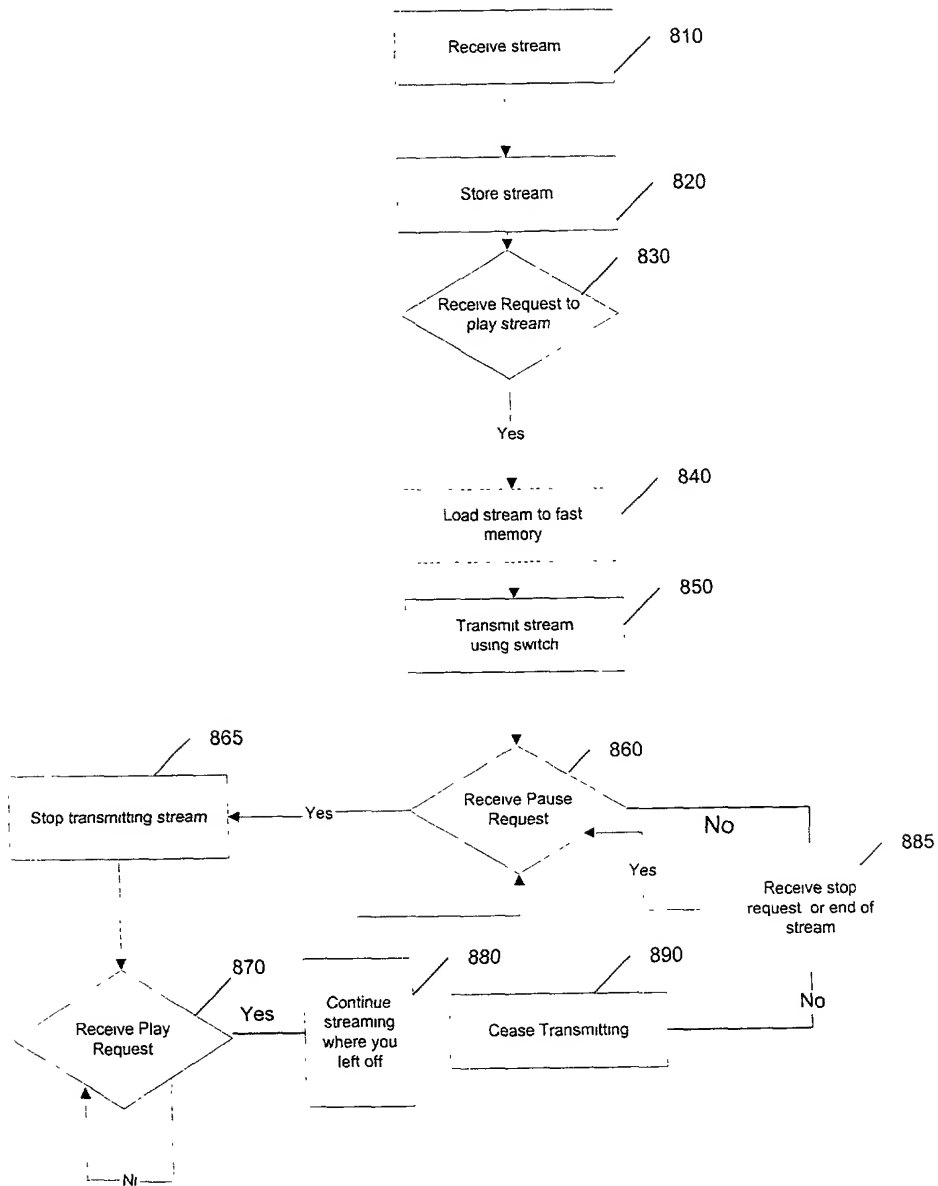 Receive stream
810
Store stream
820
830
Receive Request to
play stream
Yes
840
Load stream to fast
memory
850
Transmit stream
using switch
865
860
Stop transmitting stream
Yes
Receive Pause
Request
No
885
Yes
Receive stop
request or end of
stream
870
880
890
Receive Play
Request
Yes
Continue
streaming
where you
left off
Cease Transmitting
No